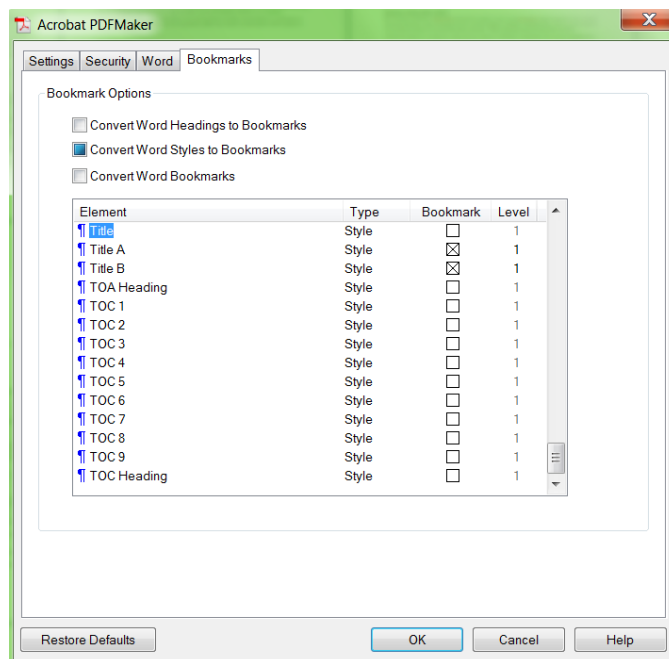 Acrobat PDFMaker
Settings Security Word Bookmarks
Bookmark Options
Convert Word Headings to Bookmarks
Convert Word Styles to Bookmarks
Convert Word Bookmarks
Element Type Bookmark Level
¶ Title Style 1
¶ Title A Style 1
¶ Title B Style 1
¶ TOA Heading Style 1
¶ TOC 1 Style 1
¶ TOC 2 Style 1
¶ TOC 3 Style 1
¶ TOC 4 Style 1
¶ TOC 5 Style 1
¶ TOC 6 Style 1
¶ TOC 7 Style 1
¶ TOC 8 Style 1
¶ TOC 9 Style 1
¶ TOC Heading Style 1
Restore Defaults OK Cancel Help